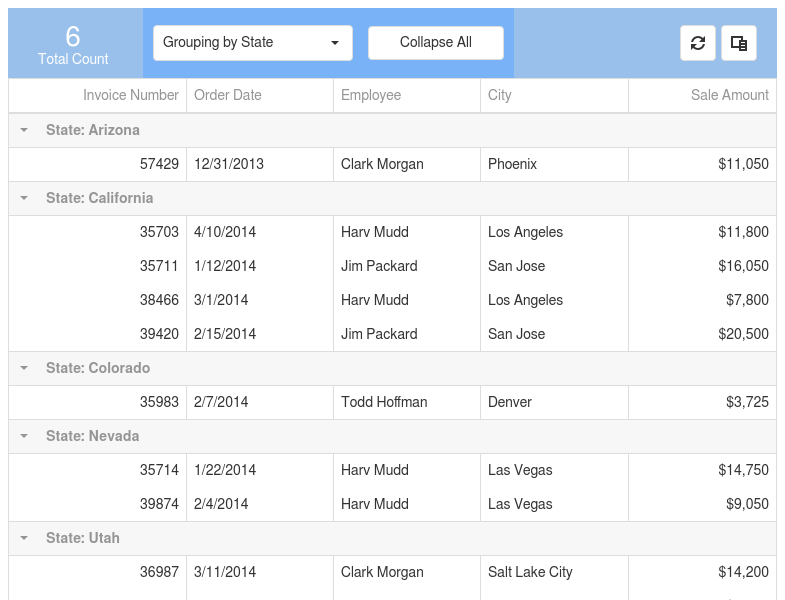 6
Total Count
Grouping by State
Collapse All
Invoice Number Order Date Employee City Sale Amount
State: Arizona
57429 12/31/2013 Clark Morgan Phoenix $11,050
State: California
35703 4/10/2014 Harv Mudd Los Angeles $11,800
35711 1/12/2014 Jim Packard San Jose $16,050
38466 3/1/2014 Harv Mudd Los Angeles $7,800
39420 2/15/2014 Jim Packard San Jose $20,500
State: Colorado
35983 2/7/2014 Todd Hoffman Denver $3,725
State: Nevada
35714 1/22/2014 Harv Mudd Las Vegas $14,750
39874 2/4/2014 Harv Mudd Las Vegas $9,050
State: Utah
36987 3/11/2014 Clark Morgan Salt Lake City $14,200